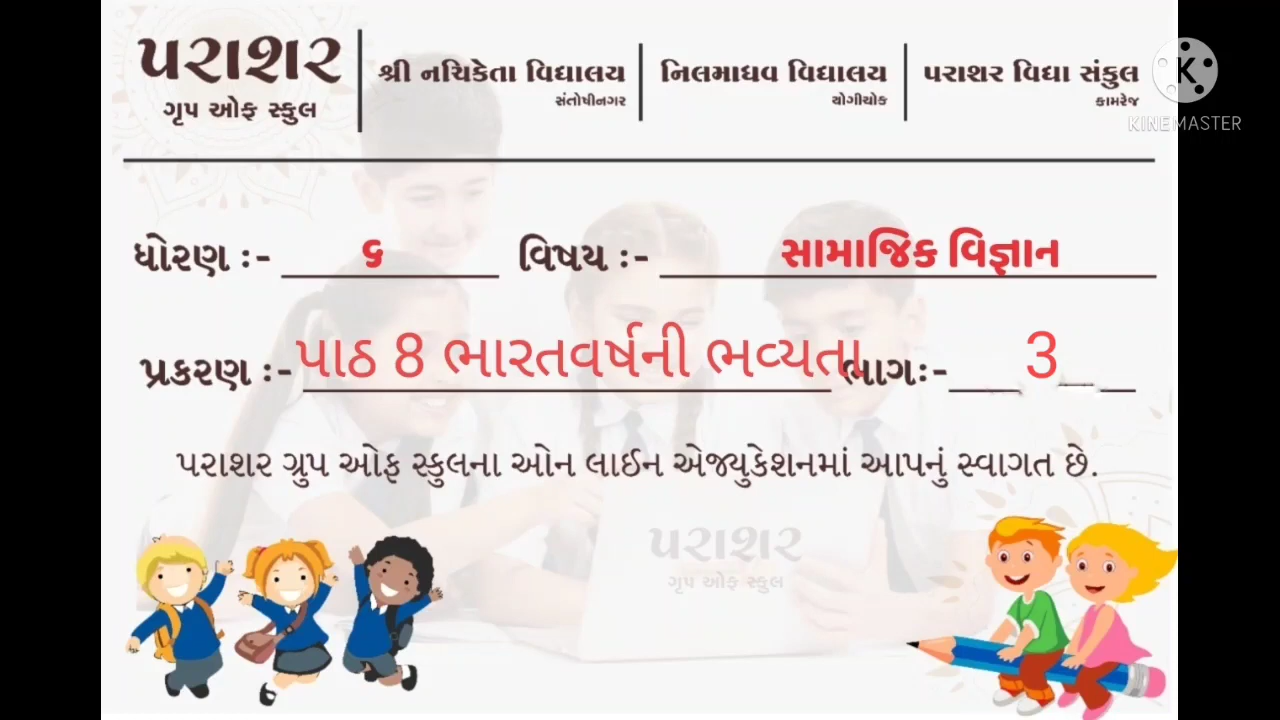 પરાશર
ગૃપ ઓફ સ્કુલ
શ્રી નચિકેતા વિદ્યાલય
સંતોષીનગર
નિલમાધવ વિદ્યાલય
યોગીચોક
પરાશર વિદ્યા સંકુલ
કામરેજ
K
KINEMASTER
ધોરણ :- ૬ વિષય :- સામાજિક વિજ્ઞાન
પ્રકરણ :- પાઠ 8 ભારતવર્ષની ભવ્યતા ભાગઃ- 3
પરાશર ગ્રુપ ઓફ સ્કુલના ઓન લાઈન એજ્યુકેશનમાં આપનું સ્વાગત છે.
પરાશર
ગૃપ ઓફ સ્કુલ